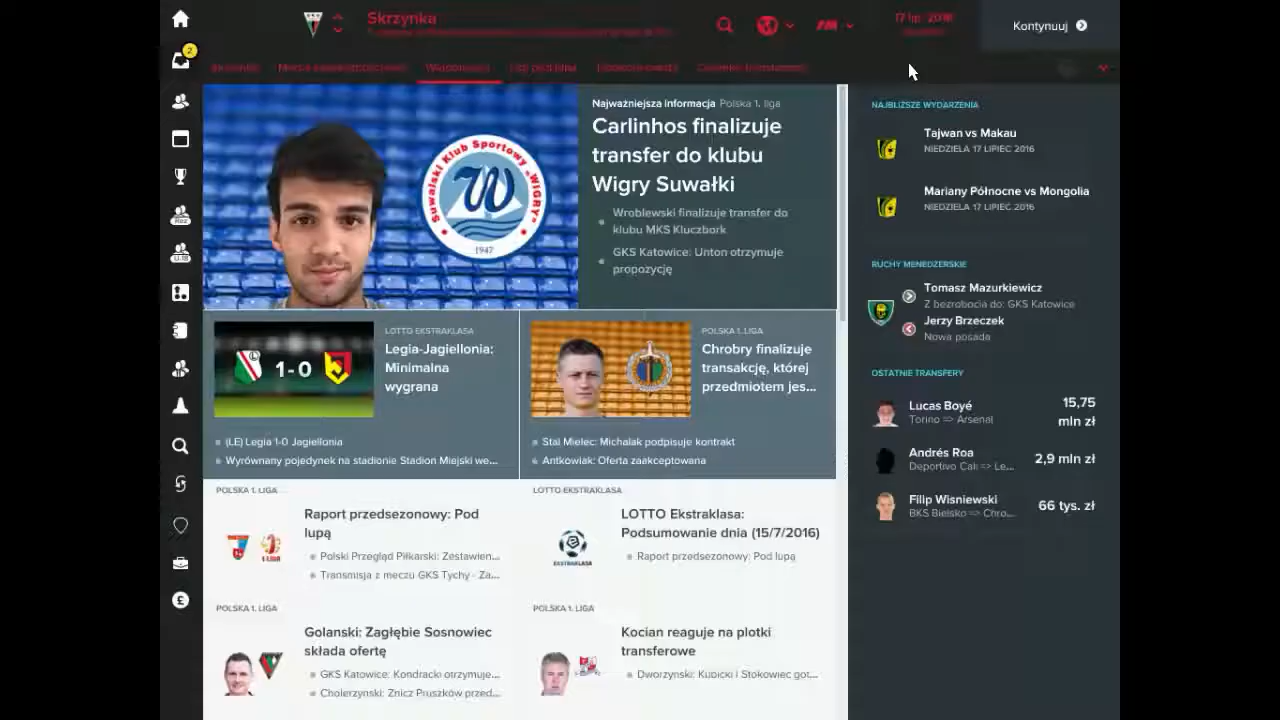 Skrzynka
17 lip. 2016
Kontynuuj
2
Wiadomości
Najważniejsza informacja Polska 1. liga
Carlinhos finalizuje
transfer do klubu
Wigry Suwałki
Wroblewski finalizuje transfer do
klubu MKS Kluczbork
GKS Katowice: Unton otrzymuje
propozycję
Suwalski Klub Sportowy „WIGRY”
W
1947
LOTTO EKSTRAKLASA
Legia-Jagiellonia:
Minimalna
wygrana
1-0
(LE) Legia 1-0 Jagiellonia
Wyrównany pojedynek na stadionie Stadion Miejski we...
POLSKA 1. LIGA
Chrobry finalizuje
transakcję, której
przedmiotem jes...
Stal Mielec: Michalak podpisuje kontrakt
Antkowiak: Oferta zaakceptowana
POLSKA 1. LIGA
Raport przedsezonowy: Pod
lupą
Polski Przegląd Piłkarski: Zestawien...
Transmisja z meczu GKS Tychy - Za...
LOTTO EKSTRAKLASA
LOTTO Ekstraklasa:
Podsumowanie dnia (15/7/2016)
Raport przedsezonowy: Pod lupą
EKSTRAKLASA
POLSKA 1. LIGA
Golanski: Zagłębie Sosnowiec
składa ofertę
GKS Katowice: Kondracki otrzymuje...
Cholerzynski: Znicz Pruszków przed...
POLSKA 1. LIGA
Kocian reaguje na plotki
transferowe
Dworzynski: Kupicki i Stokowiec got...
NAJBLIŻSZE WYDARZENIA
Tajwan vs Makau
NIEDZIELA 17 LIPIEC 2016
Mariany Północne vs Mongolia
NIEDZIELA 17 LIPIEC 2016
RUCHY MENEDŻERSKIE
Tomasz Mazurkiewicz
Z bezrobocia do: GKS Katowice
Jerzy Brzeczek
Nowa posada
OSTATNIE TRANSFERY
Lucas Boyé
Torino => Arsenal
15,75
mln zł
Andrés Roa
Deportivo Cali => Le...
2,9 mln zł
Filip Wisniewski
BKS Bielsko => Chro...
66 tys. zł